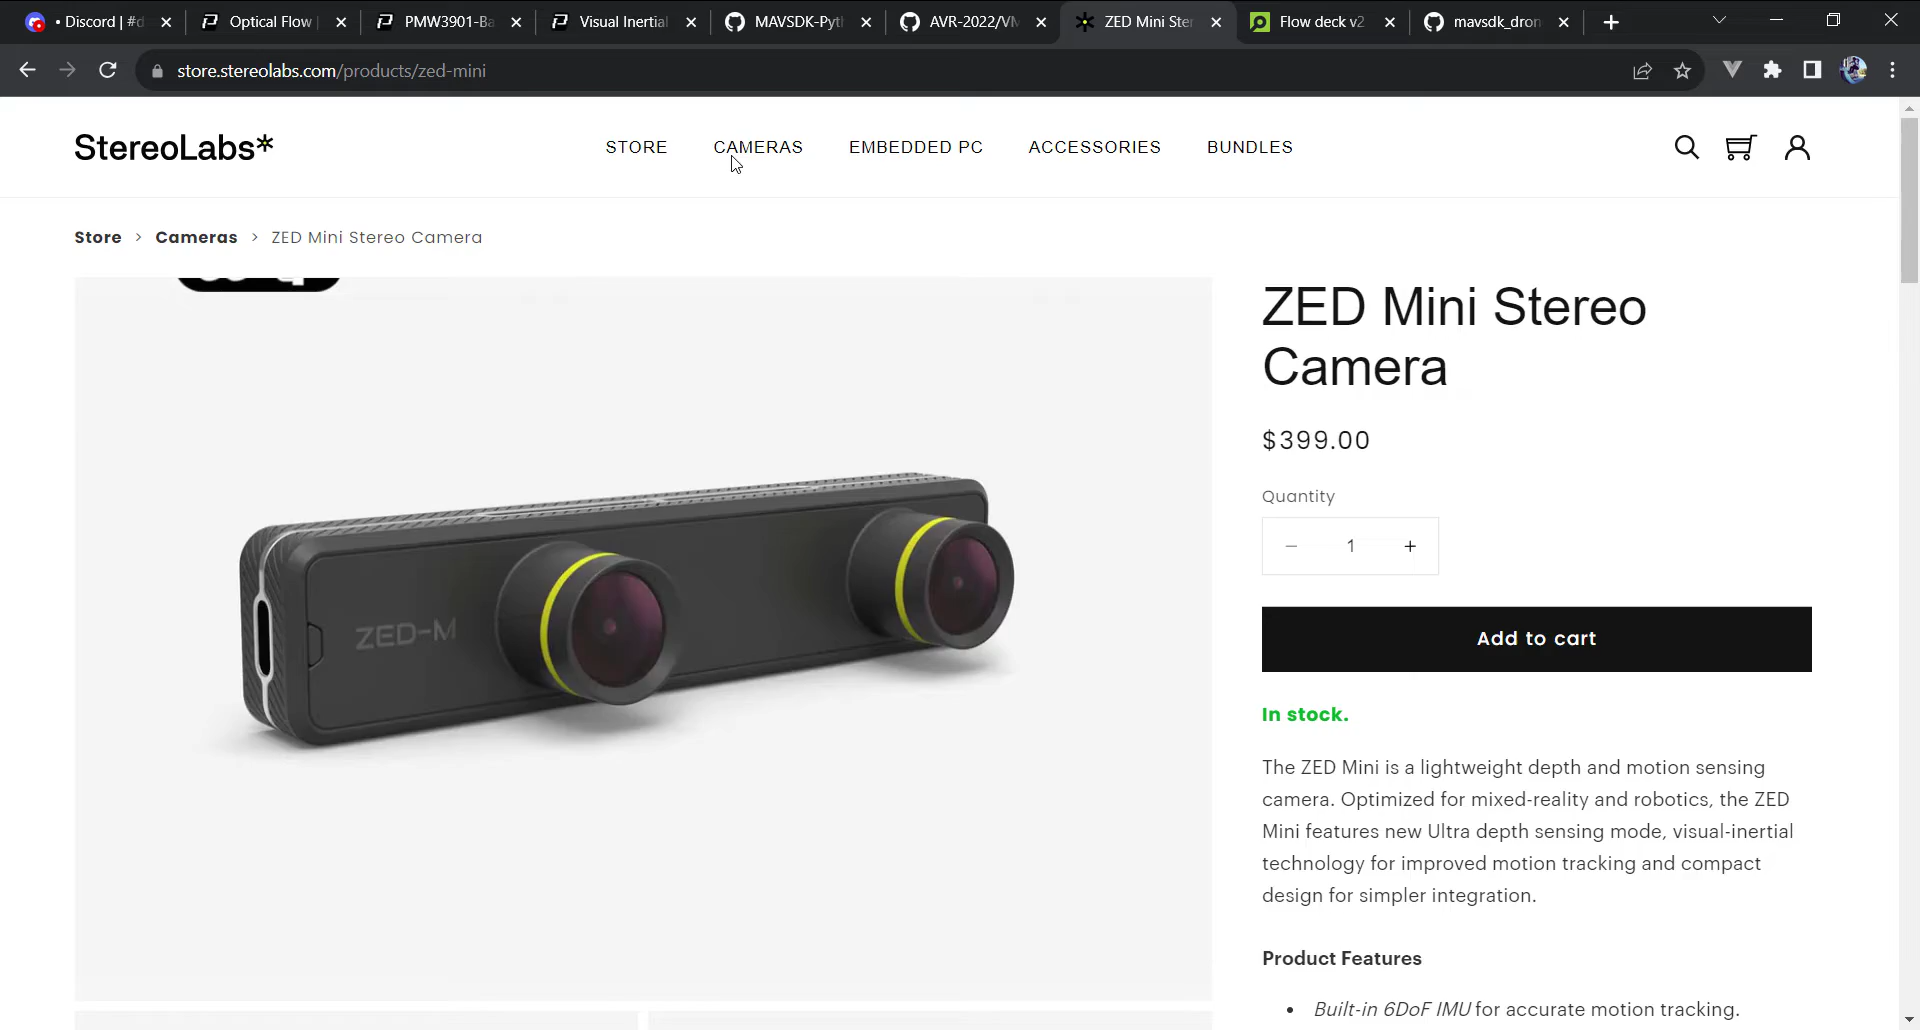 Discord | #d
Optical Flow
PMW3901-Ba
Visual Inertial
MAVSDK-Pyth
AVR-2022/VM
ZED Mini Ster
Flow deck v2
mavsdk_dron
store.stereolabs.com/products/zed-mini
StereoLabs*
STORE
CAMERAS
EMBEDDED PC
ACCESSORIES
BUNDLES
Store > Cameras > ZED Mini Stereo Camera
ZED-M
ZED Mini Stereo
Camera
$399.00
Quantity
− 1 +
Add to cart
In stock.
The ZED Mini is a lightweight depth and motion sensing
camera. Optimized for mixed-reality and robotics, the ZED
Mini features new Ultra depth sensing mode, visual-inertial
technology for improved motion tracking and compact
design for simpler integration.
Product Features
• Built-in 6DoF IMU for accurate motion tracking.